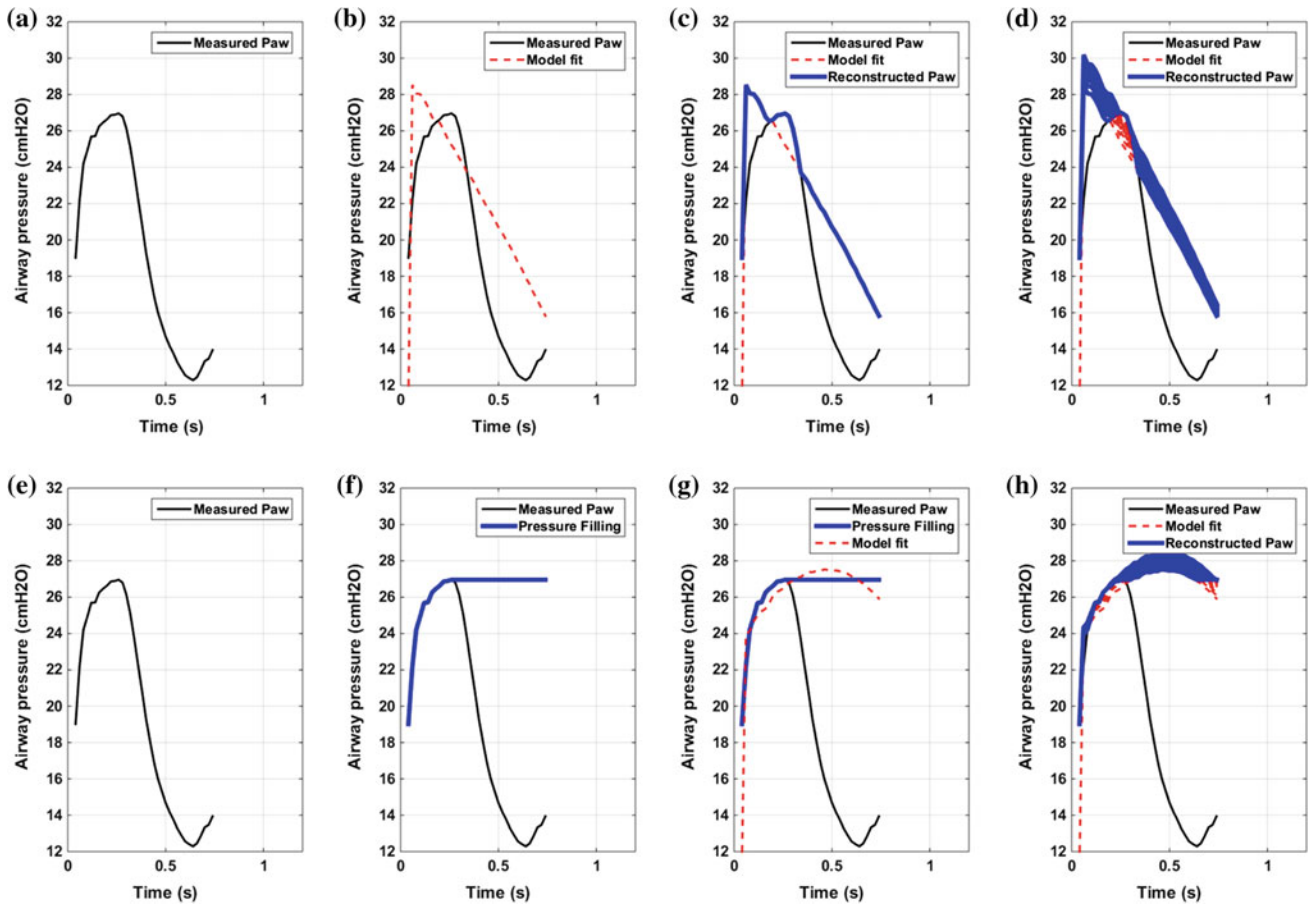 (a)
Airway pressure (cmH2O)
32
30
28
26
24
22
20
18
16
14
12
Measured Paw
0
0.5
1
Time (s)
(b)
Airway pressure (cmH2O)
32
30
28
26
24
22
20
18
16
14
12
Measured Paw
Model fit
0
0.5
1
Time (s)
(c)
Airway pressure (cmH2O)
32
30
28
26
24
22
20
18
16
14
12
Measured Paw
Model fit
Reconstructed Paw
0
0.5
1
Time (s)
(d)
Airway pressure (cmH2O)
32
30
28
26
24
22
20
18
16
14
12
Measured Paw
Model fit
Reconstructed Paw
0
0.5
1
Time (s)
(e)
Airway pressure (cmH2O)
32
30
28
26
24
22
20
18
16
14
12
Measured Paw
0
0.5
1
Time (s)
(f)
Airway pressure (cmH2O)
32
30
28
26
24
22
20
18
16
14
12
Measured Paw
Pressure Filling
0
0.5
1
Time (s)
(g)
Airway pressure (cmH2O)
32
30
28
26
24
22
20
18
16
14
12
Measured Paw
Pressure Filling
Model fit
0
0.5
1
Time (s)
(h)
Airway pressure (cmH2O)
32
30
28
26
24
22
20
18
16
14
12
Measured Paw
Model fit
Reconstructed Paw
0
0.5
1
Time (s)